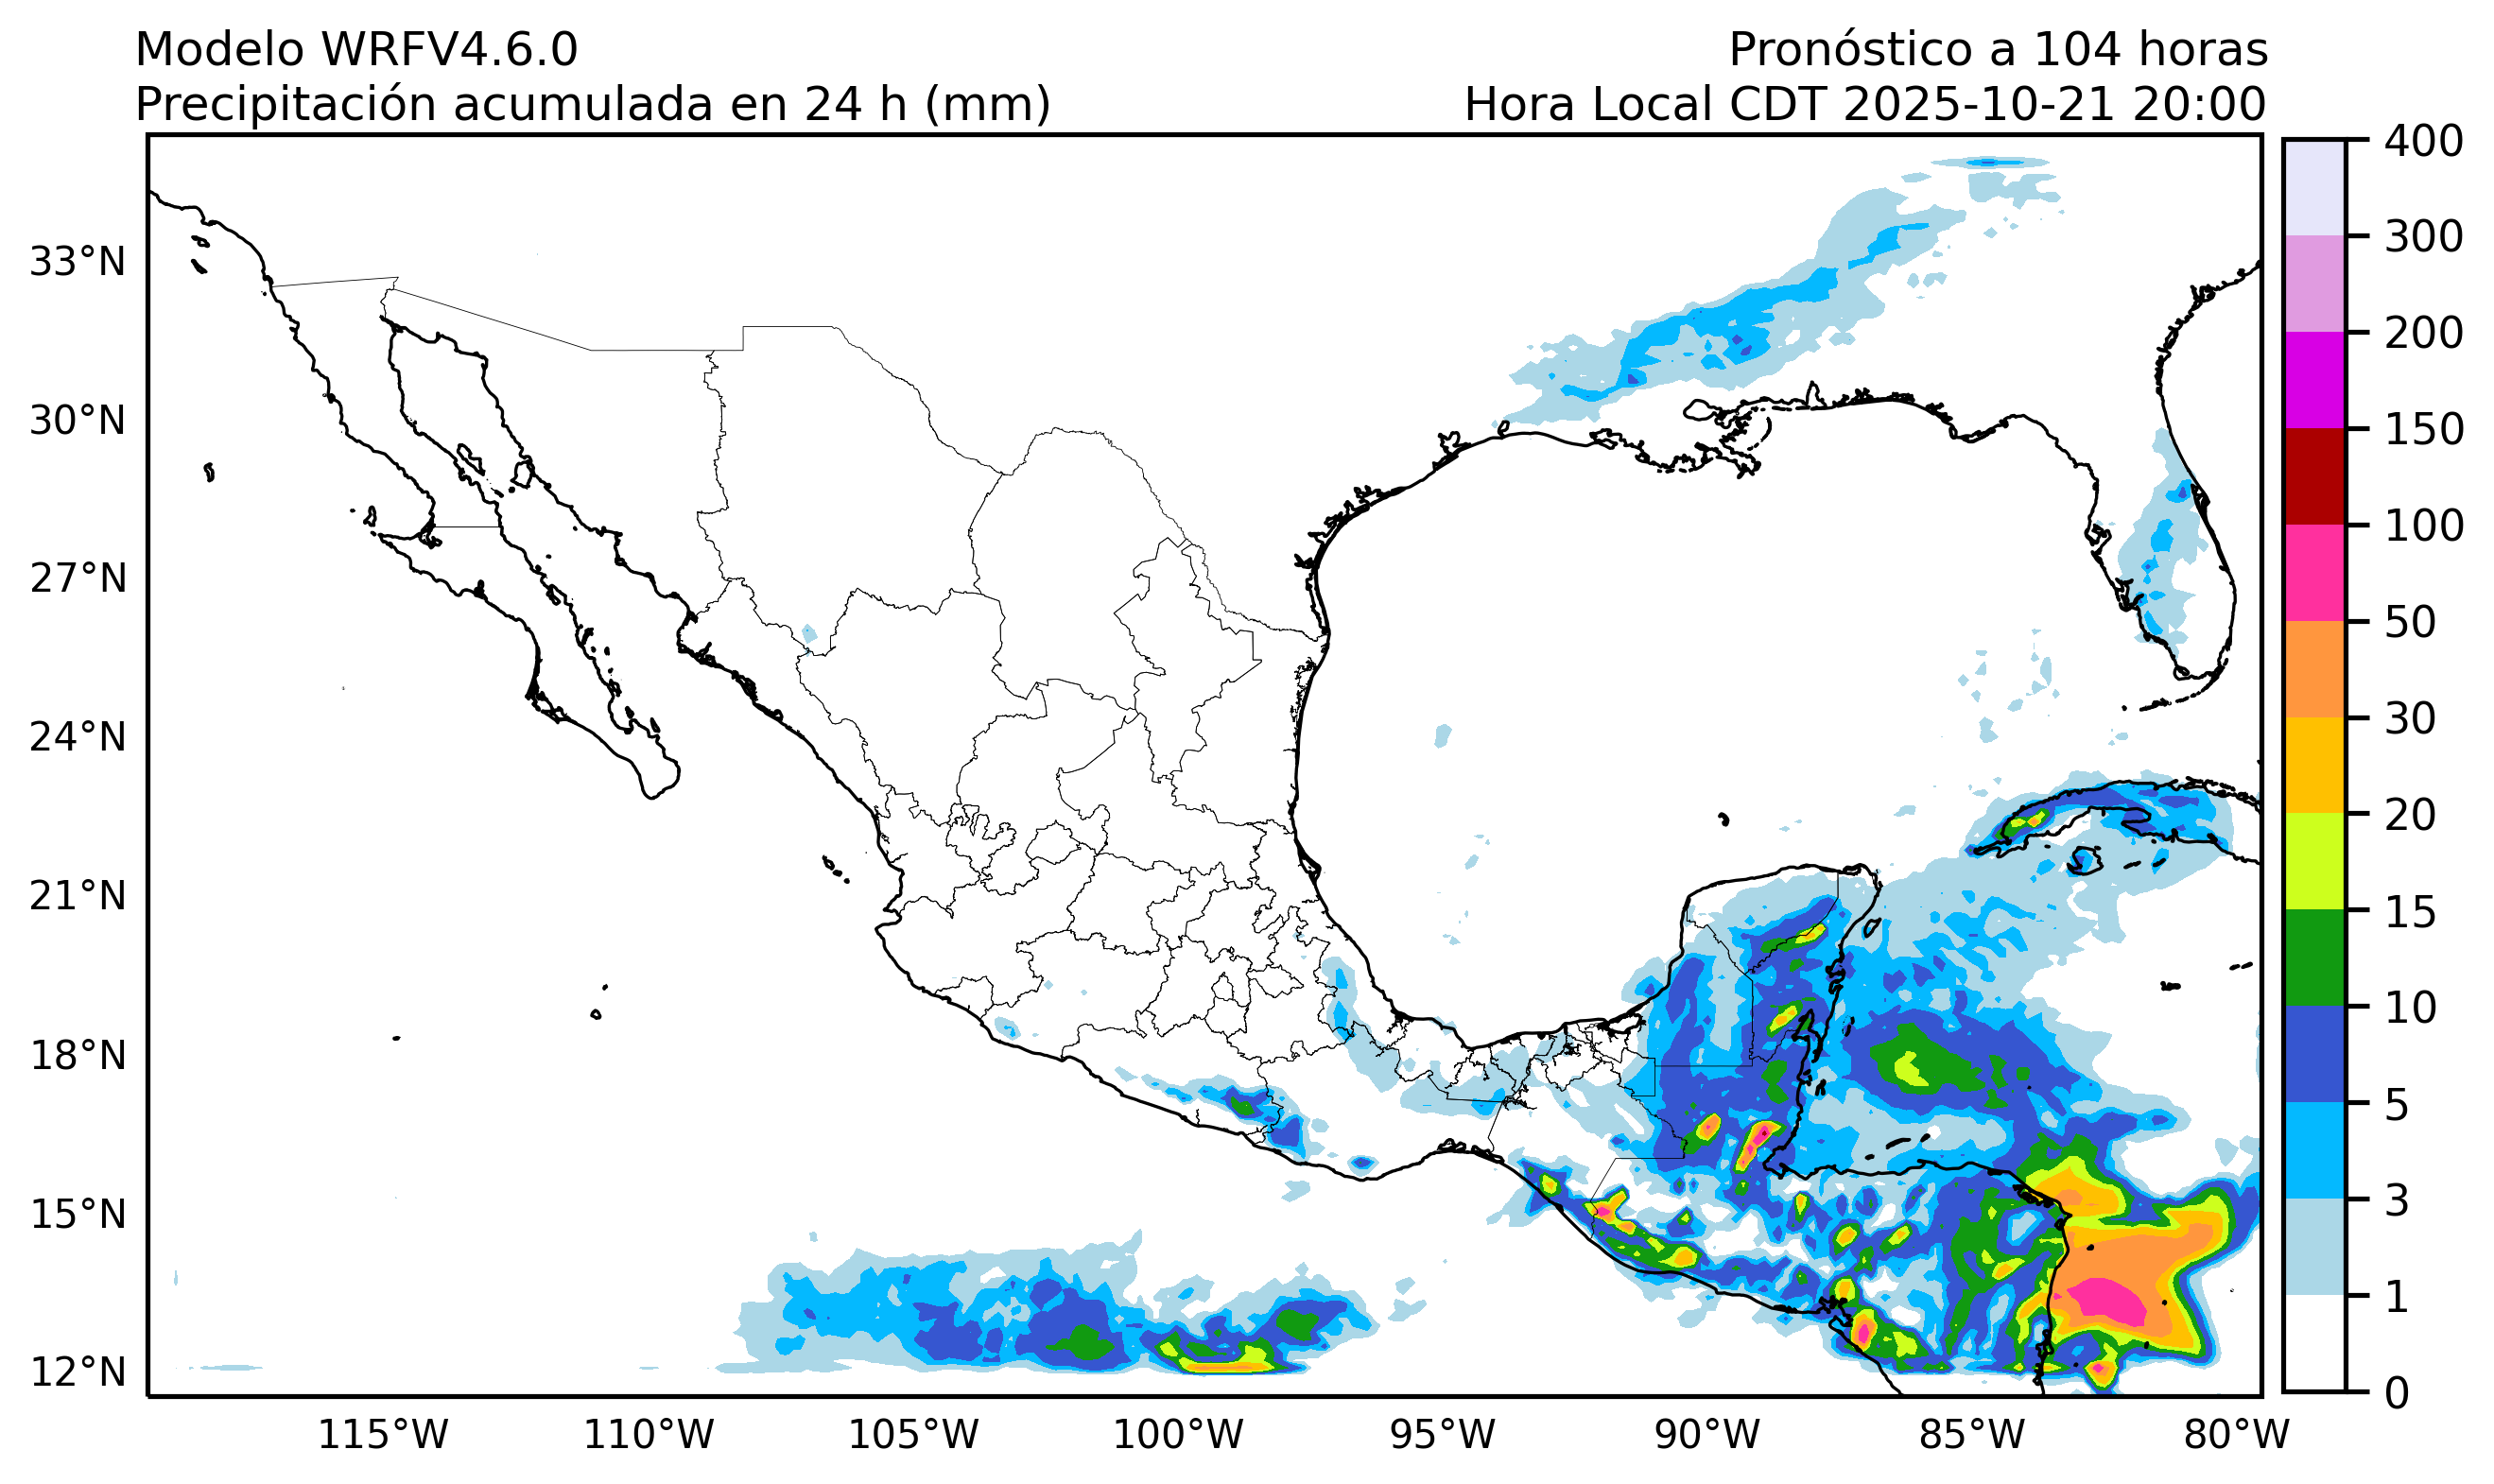 Modelo WRFV4.6.0
Pronóstico a 104 horas
Precipitación acumulada en 24 h (mm)
Hora Local CDT 2025-10-21 20:00
33°N
30°N
27°N
24°N
21°N
18°N
15°N
12°N
115°W
110°W
105°W
100°W
95°W
90°W
85°W
80°W
400
300
200
150
100
50
30
20
15
10
5
3
1
0